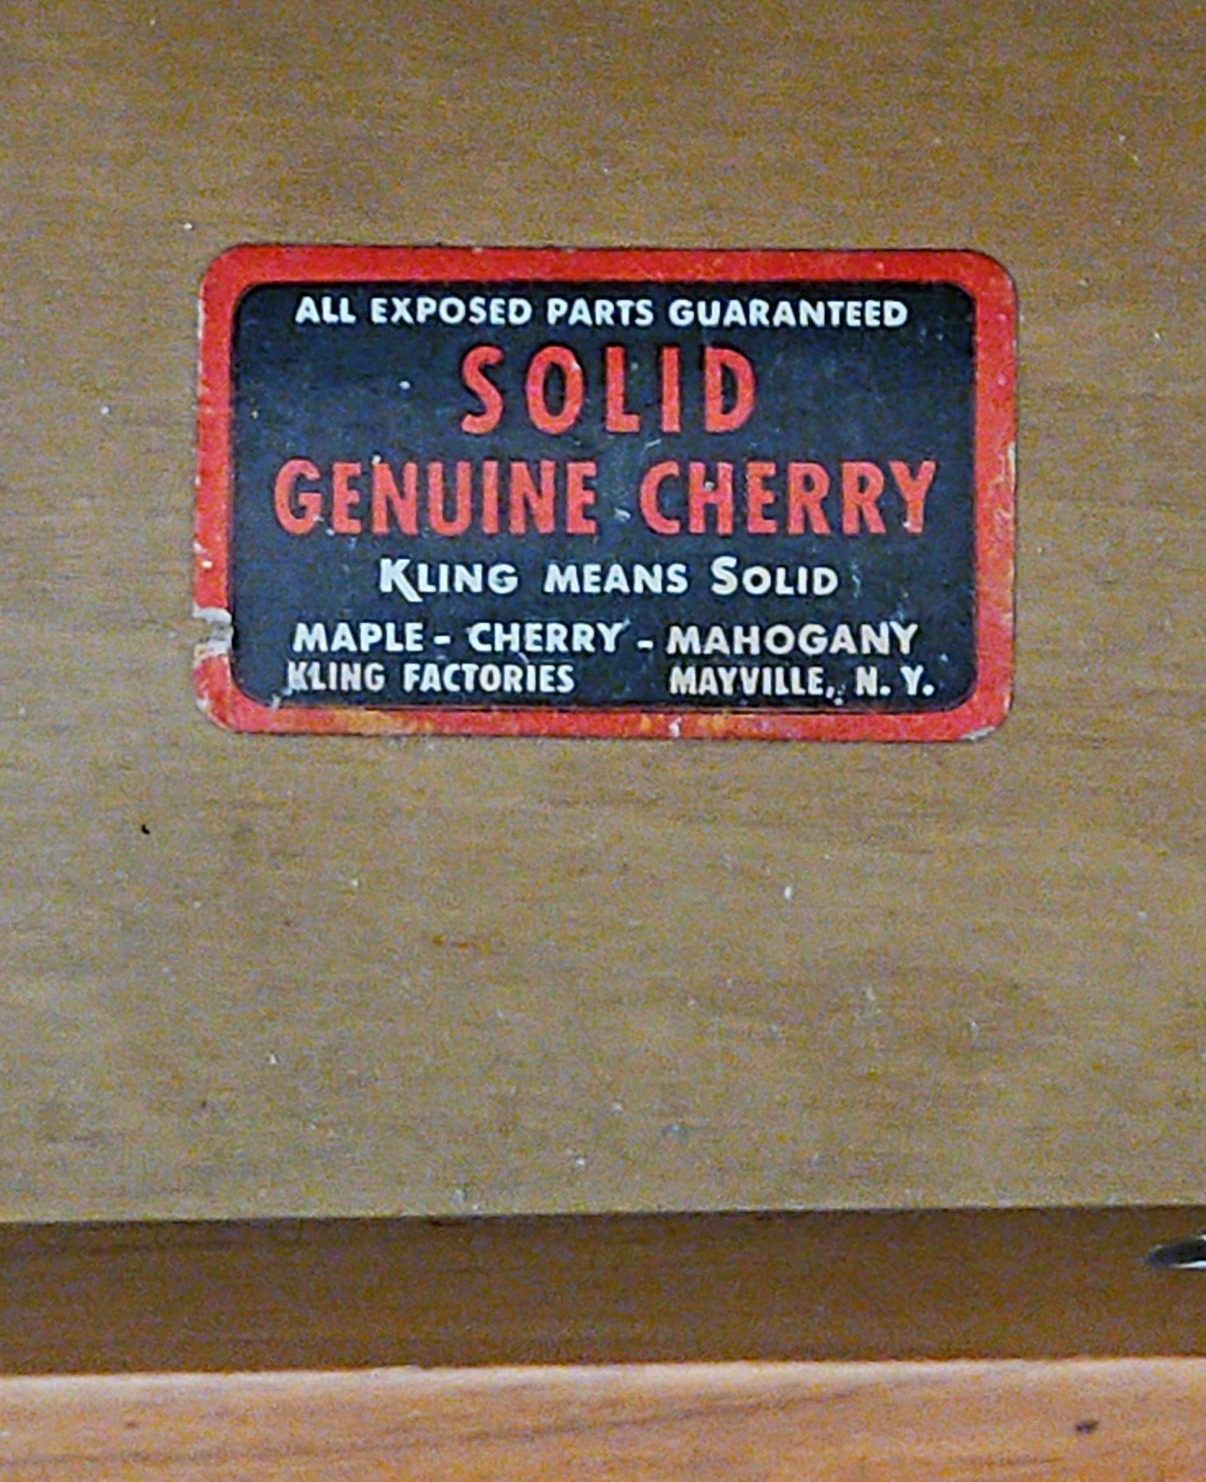 ALL EXPOSED PARTS GUARANTEED
SOLID
GENUINE CHERRY
KLING MEANS SOLID
MAPLE - CHERRY - MAHOGANY
KLING FACTORIES MAYVILLE, N. Y.